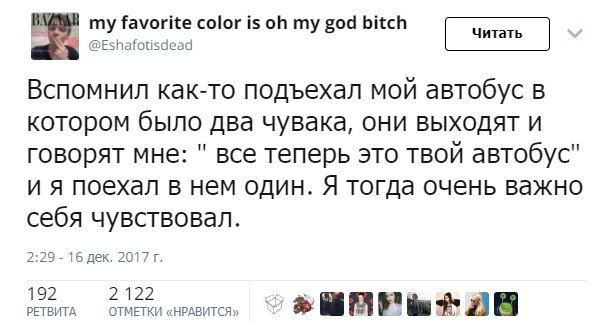 BAZAAR
my favorite color is oh my god bitch
@Eshafotisdead
Читать
Вспомнил как-то подъехал мой автобус в
котором было два чувака, они выходят и
говорят мне: " все теперь это твой автобус"
и я поехал в нем один. Я тогда очень важно
себя чувствовал.
2:29 - 16 дек. 2017 г.
192 2 122
РЕТВИТА ОТМЕТКИ «НРАВИТСЯ»